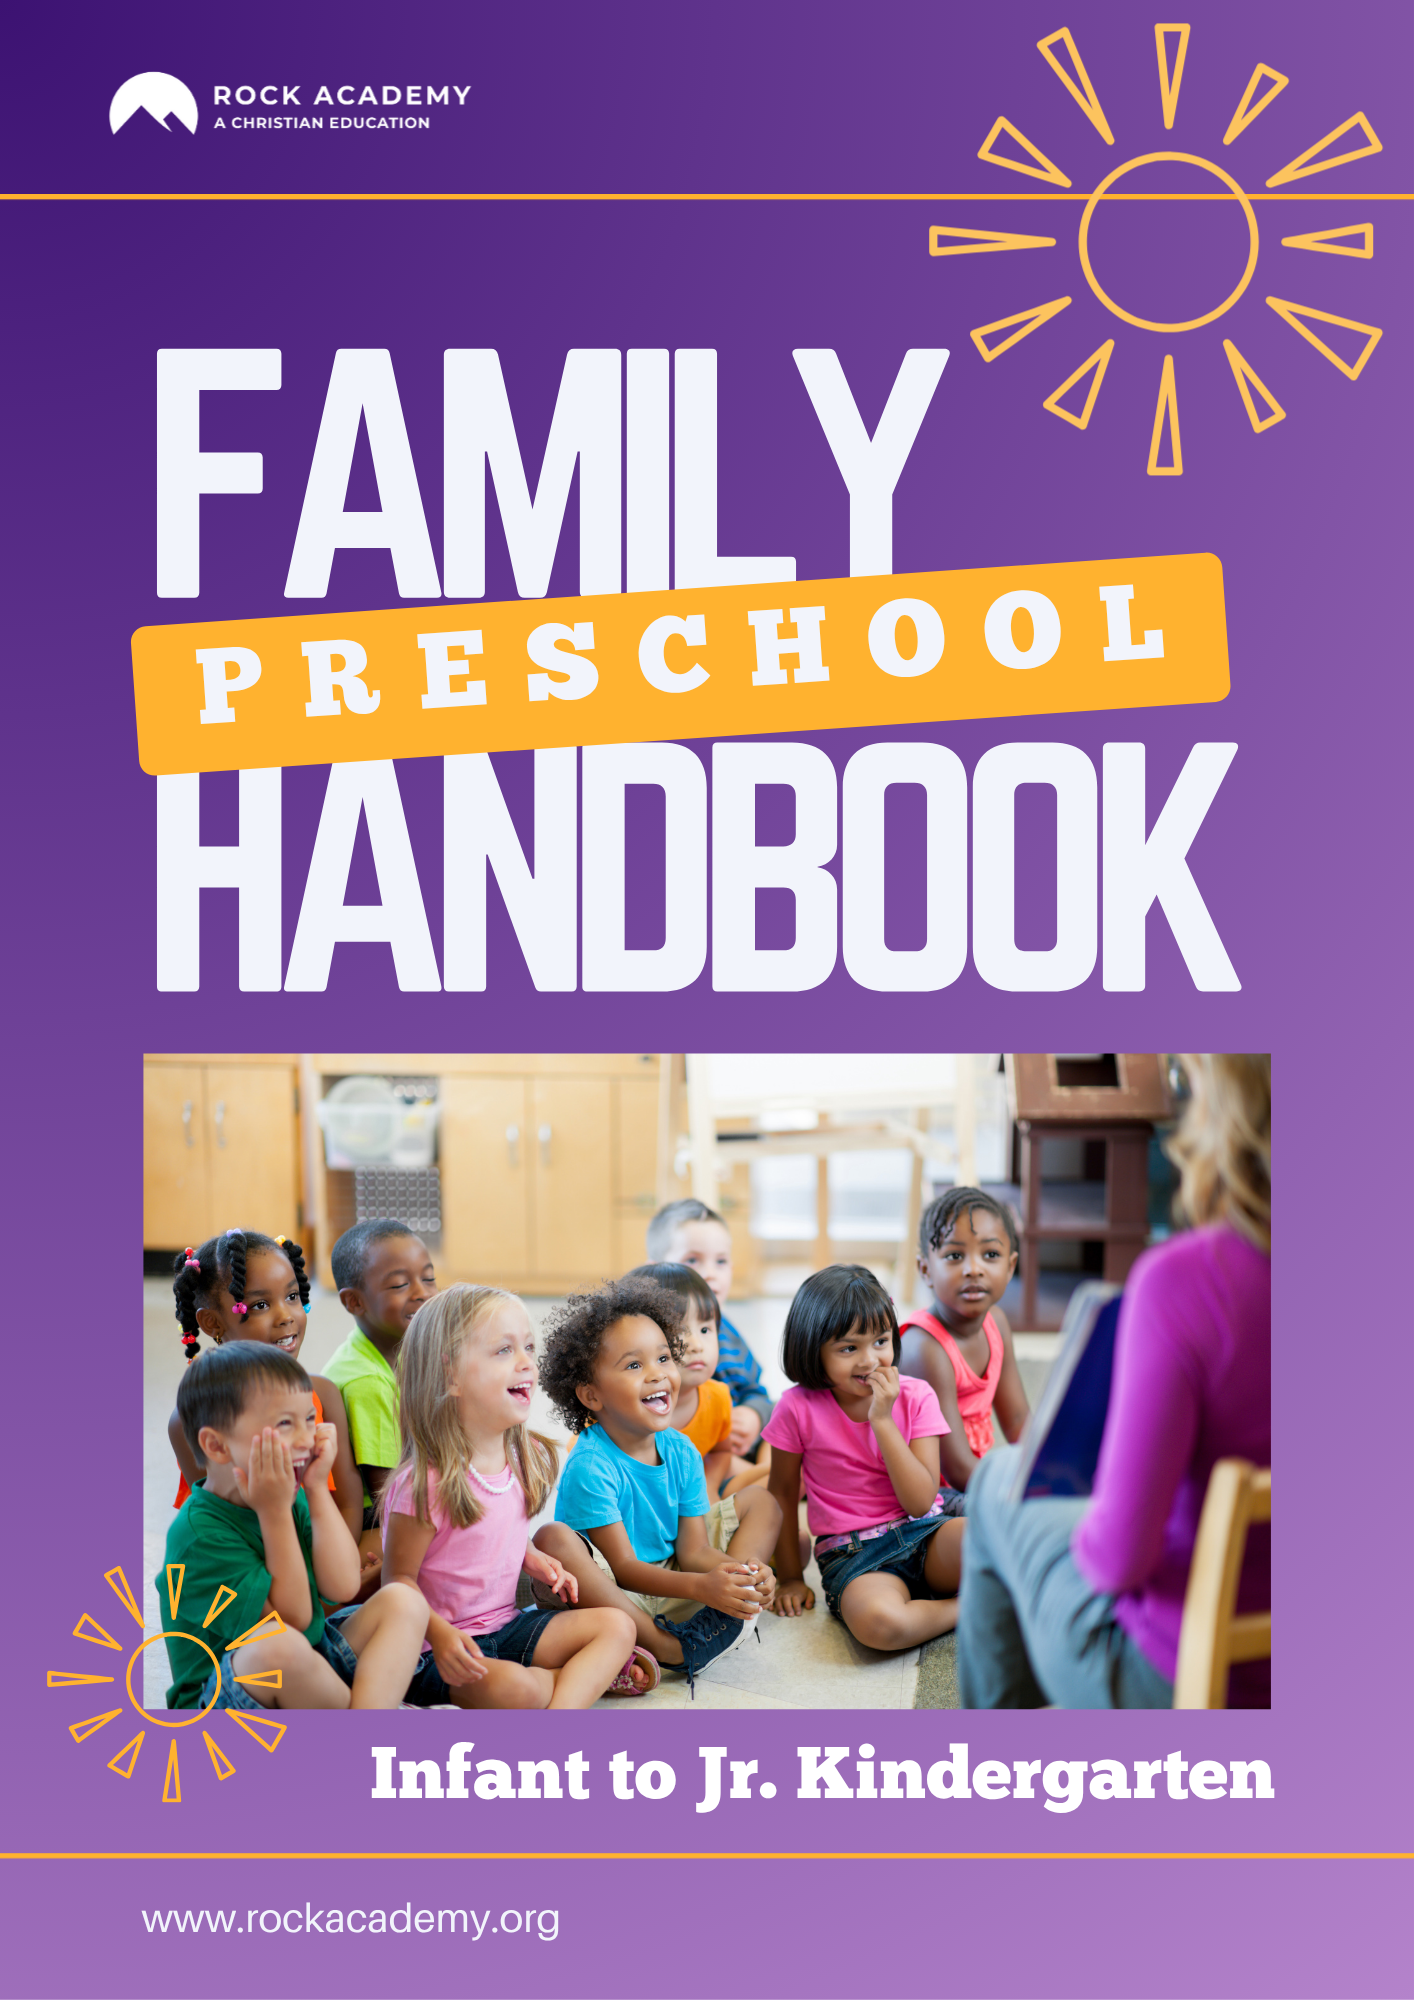 ROCK ACADEMY
A CHRISTIAN EDUCATION
FAMILY
PRESCHOOL
HANDBOOK
Infant to Jr. Kindergarten
www.rockacademy.org